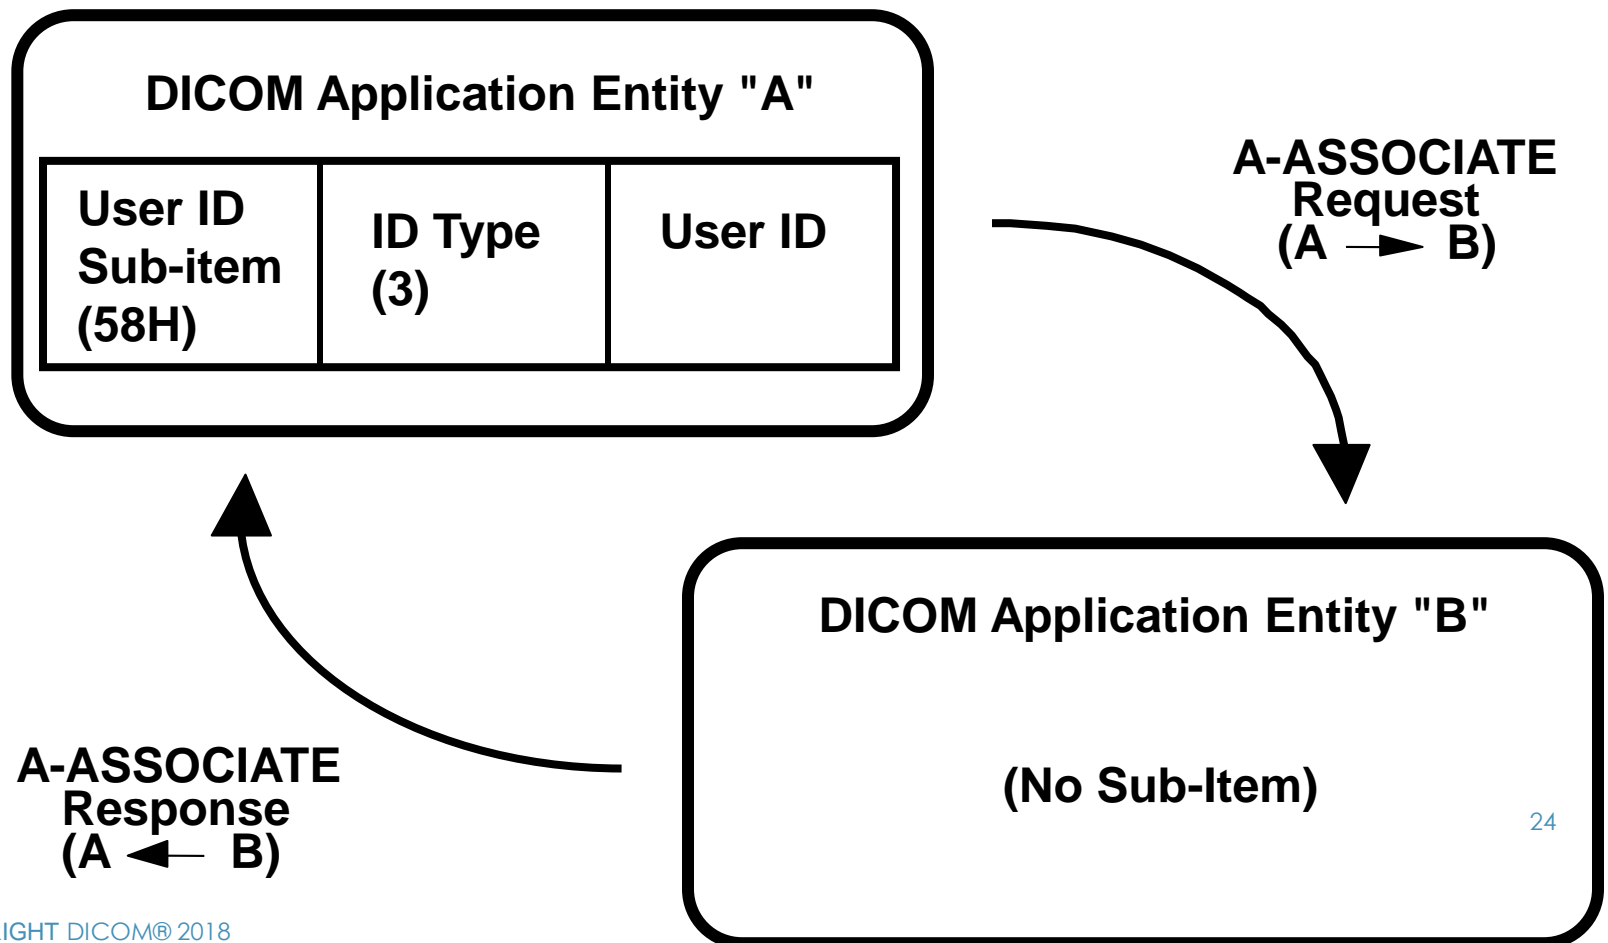 DICOM Application Entity "A"
User ID
Sub-item
(58H)
ID Type
(3)
User ID
A-ASSOCIATE
Request
(A B)
DICOM Application Entity "B"
(No Sub-Item)
24
A-ASSOCIATE
Response
(A B)
IGHT DICOM® 2018